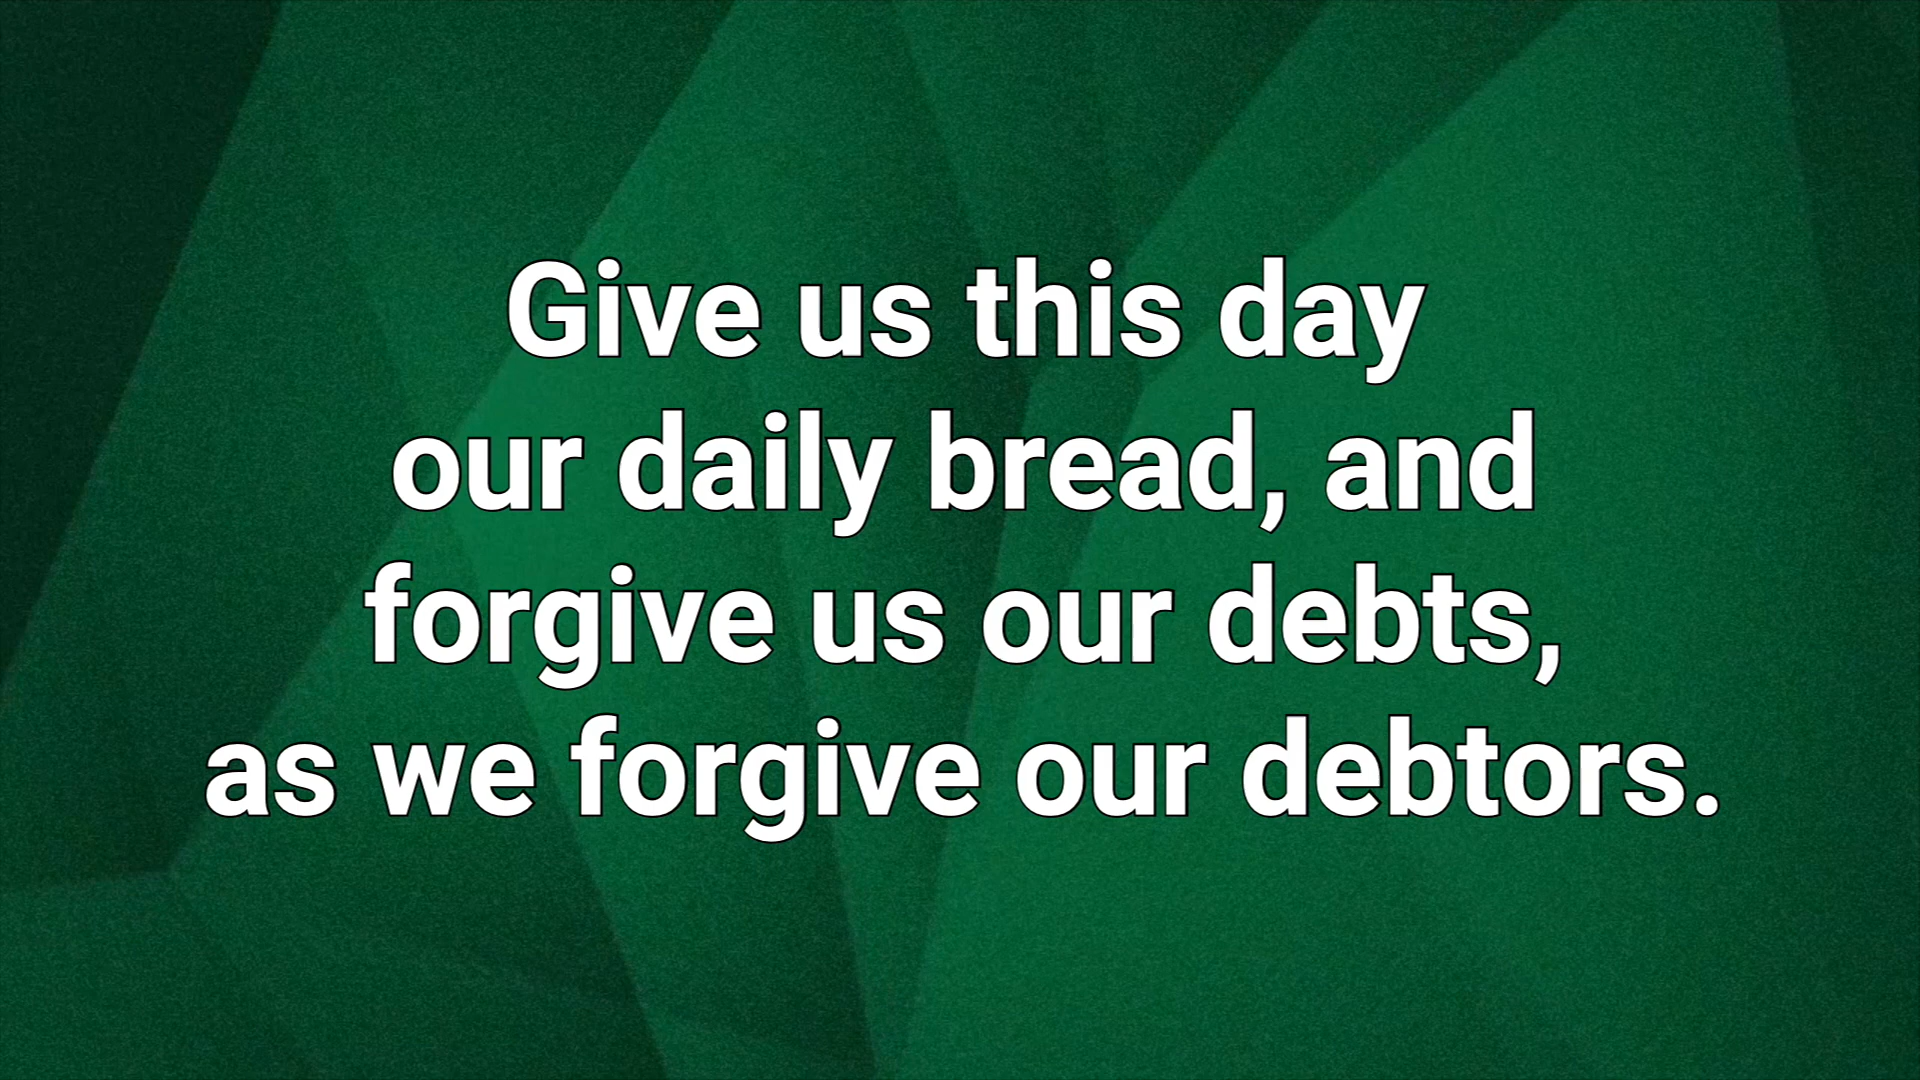 Give us this day
our daily bread, and
forgive us our debts,
as we forgive our debtors.